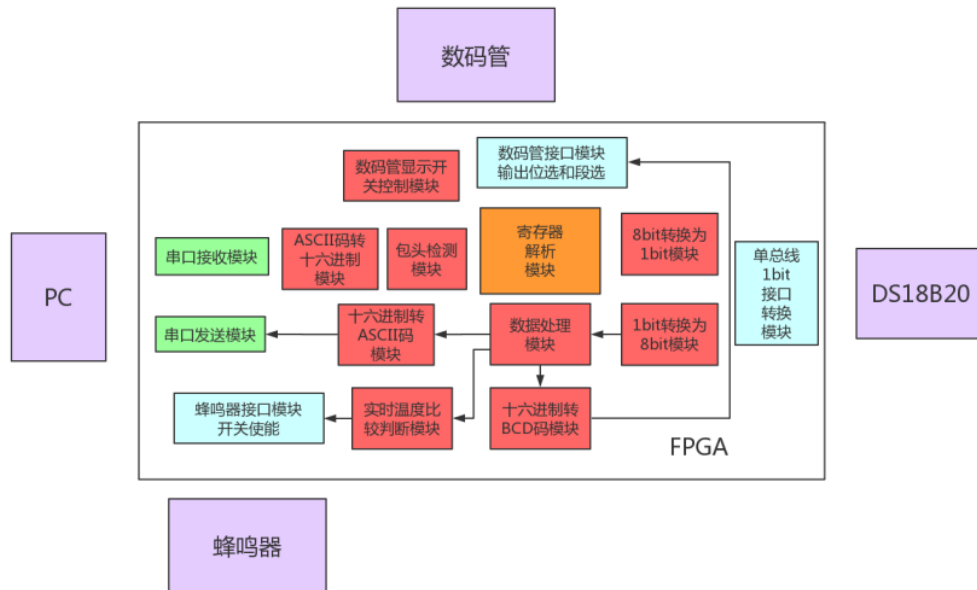 数码管
数码管显示开
关控制模块
数码管接口模块
输出位选和段选
串口接收模块
ASCII码转
十六进制
模块
包头检测
模块
寄存器
解析
模块
8bit转换为
1bit模块
单总线
1bit
接口
转换
模块
PC
DS18B20
串口发送模块
十六进制转
ASCII码
模块
数据处理
模块
1bit转换为
8bit模块
蜂鸣器接口模块
开关使能
实时温度比
较判断模块
十六进制转
BCD码模块
FPGA
蜂鸣器